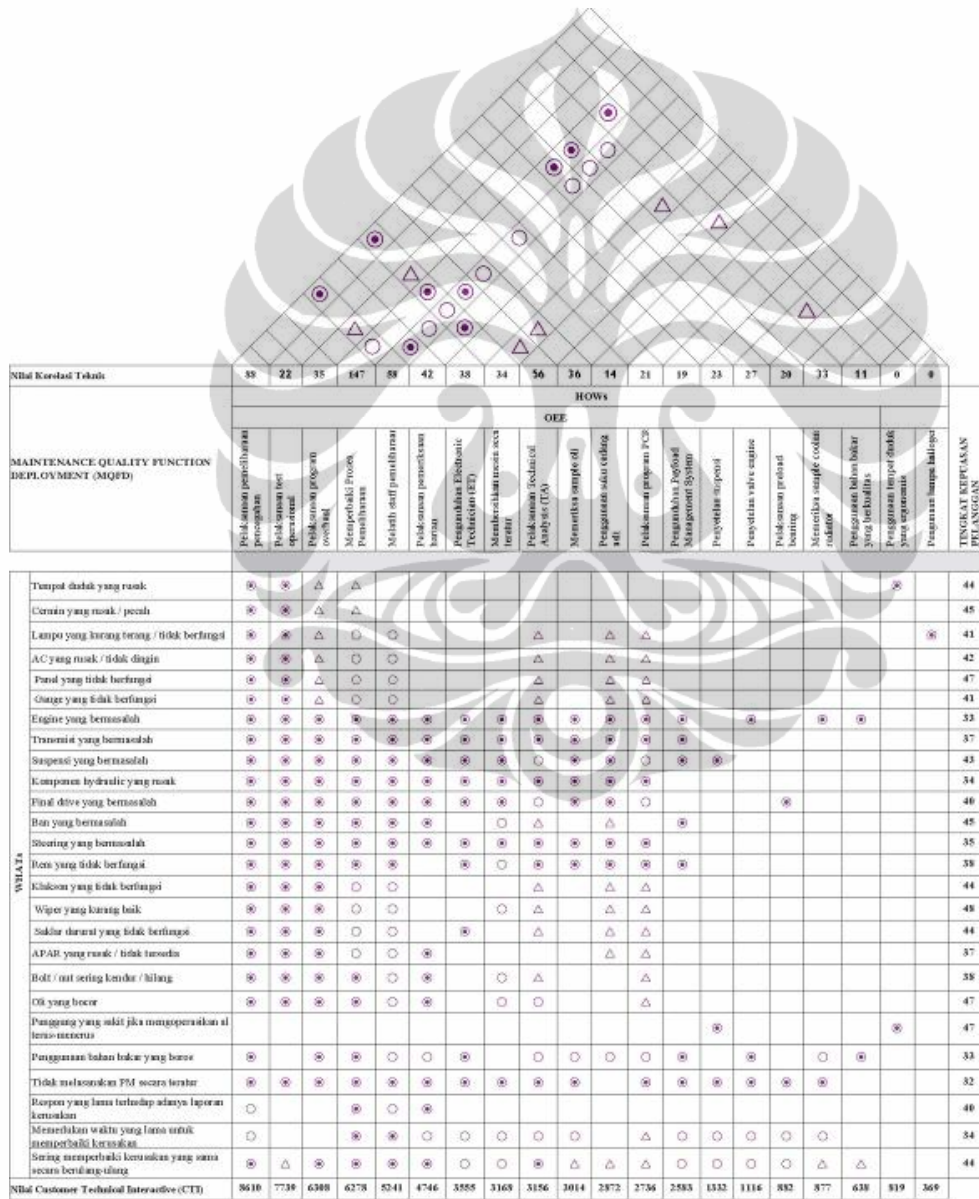 Nilai Korelasi Teknis 88 22 35 147 58 42 38 34 56 36 14 21 19 23 27 20 33 11 0 0
HOWs
OEE
MAINTENANCE QUALITY FUNCTION
DEPLOYMENT (MQFD)
Pelaksanaan pemeliharaan
pencegahan
Pelaksanaan test
operasional
Pelaksanaan program
overhaul
Memperbaiki Proses
Pemeliharaan
Melatih staff pemeliharaan
Pelaksanaan pemeriksaan
harian
Penggunaan Electronic
Technician (ET)
Membersihkan mesin secara
teratur
Pelaksanaan Technical
Analysis (TA)
Memeriksa sample oli
Penggunaan suku cadang
asli
Pelaksanaan program PCR
Penggunaan Payload
Management System
Penyetelan suspensi
Penyetelan valve engine
Pelaksanaan preload
bearing
Memeriksa sample coolant
radiator
Penggunaan bahan bakar
yang berkualitas
Penggunaan tempat duduk
yang ergonomis
Penggunaan lampu hallogen
TINGKAT KEPUASAN
PELANGGAN
WHATs
Tempat duduk yang rusak 44
Cermin yang rusak / pecah 45
Lampu yang kurang terang / tidak berfungsi 41
AC yang rusak / tidak dingin 42
Panel yang tidak berfungsi 47
Gauge yang tidak berfungsi 41
Engine yang bermasalah 33
Transmisi yang bermasalah 37
Suspensi yang bermasalah 43
Komponen hydraulic yang rusak 34
Final drive yang bermasalah 40
Ban yang bermasalah 45
Steering yang bermasalah 35
Rem yang tidak berfungsi 38
Klakson yang tidak berfungsi 44
Wiper yang kurang baik 48
Saklar darurat yang tidak berfungsi 44
APAR yang rusak / tidak tersedia 37
Bolt / nut sering kendur / hilang 38
Oli yang bocor 47
Punggung yang sakit jika mengoperasikan
terus-menerus 47
Penggunaan bahan bakar yang boros 33
Tidak melaksanakan PM secara teratur 32
Respon yang lama terhadap adanya laporan
kerusakan 40
Memerlukan waktu yang lama untuk
memperbaiki kerusakan 34
Sering memperbaiki kerusakan yang sama
secara berulang-ulang 44
Nilai Customer Technical Interactive (CTI) 8610 7739 6308 6278 5241 4746 3555 3168 3156 3014 2872 2736 2583 1332 1116 882 877 638 819 369